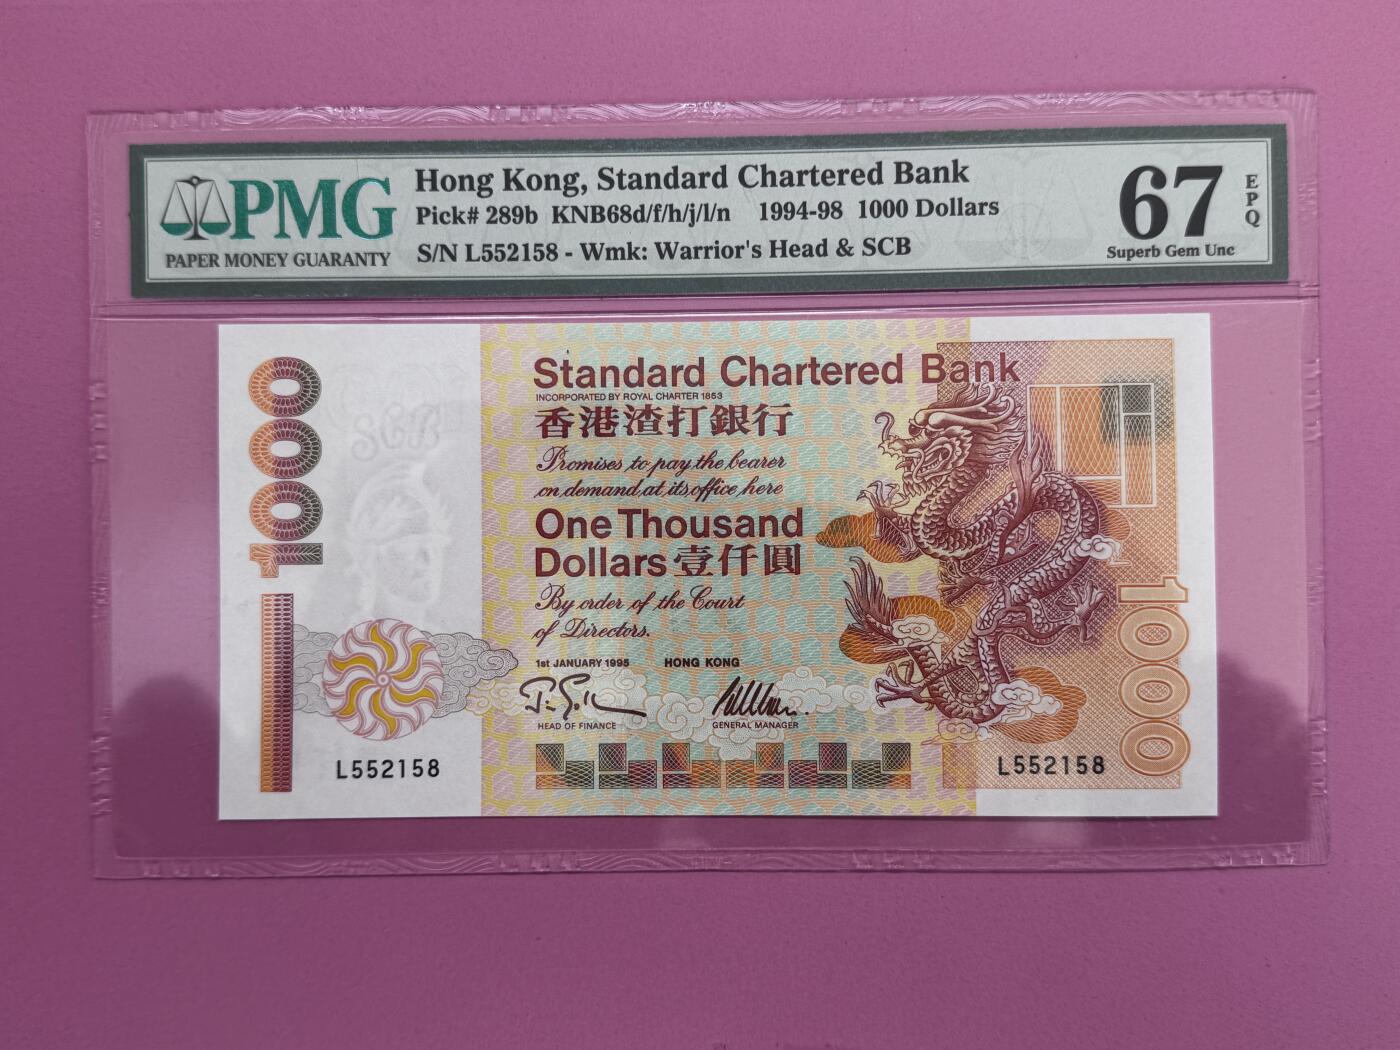 PMG
PAPER MONEY GUARANTY
Hong Kong, Standard Chartered Bank
Pick# 289b KNB68d/f/h/j/l/n 1994-98 1000 Dollars
S/N L552158 - Wmk: Warrior's Head & SCB
67
EPQ
Superb Gem Unc
1000
SCB
Standard Chartered Bank
INCORPORATED BY ROYAL CHARTER 1853
香港渣打銀行
Promises to pay the bearer
on demand at its office here
One Thousand
Dollars 壹仟圓
By order of the Court
of Directors.
1st JANUARY 1995 HONG KONG
HEAD OF FINANCE
GENERAL MANAGER
L552158
L552158
1000